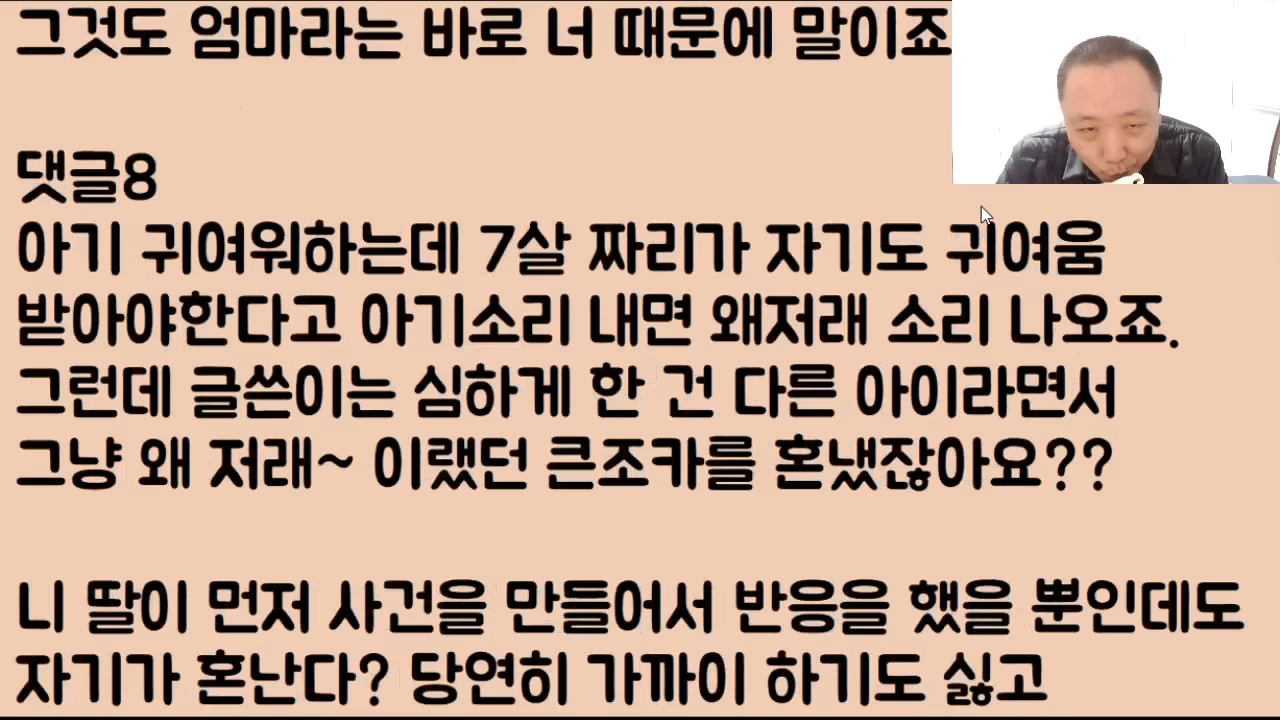 그것도 엄마라는 바로 너 때문에 말이죠
댓글8
아기 귀여워하는데 7살 짜리가 자기도 귀여움
받아야한다고 아기소리 내면 왜저래 소리 나오죠.
그런데 글쓴이는 심하게 한 건 다른 아이라면서
그냥 왜 저래~ 이랬던 큰조카를 혼냈잖아요??
니 딸이 먼저 사건을 만들어서 반응을 했을 뿐인데도
자기가 혼난다? 당연히 가까이 하기도 싫고